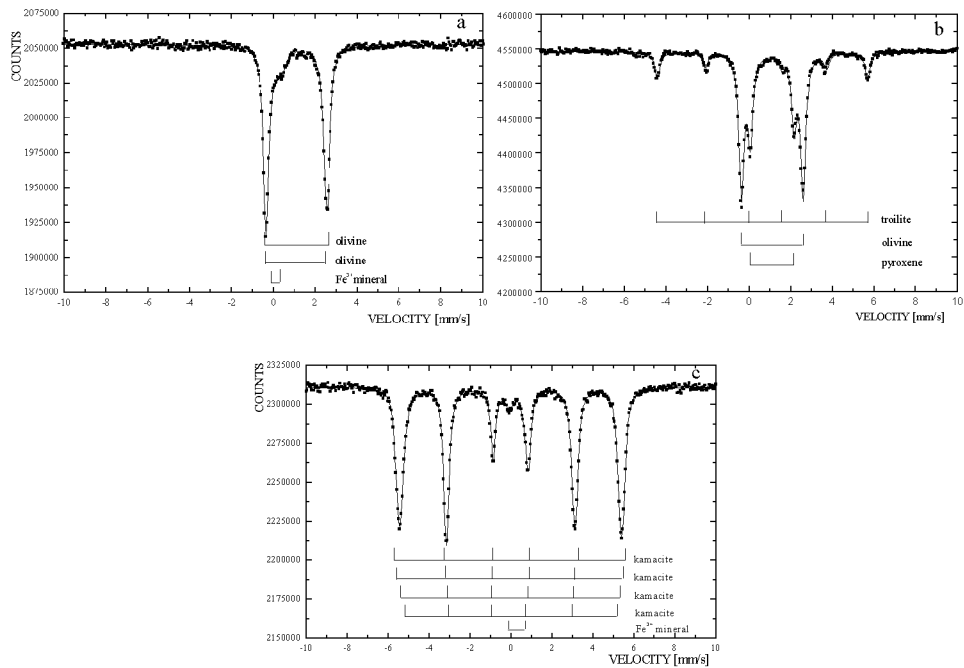 a
COUNTS
2075000
2050000
2025000
2000000
1975000
1950000
1925000
1900000
1875000
olivine
olivine
Fe³⁺ mineral
-10 -8 -6 -4 -2 0 2 4 6 8 10
VELOCITY [mm/s]
b
4600000
4550000
4500000
4450000
4400000
4350000
4300000
4250000
4200000
troilite
olivine
pyroxene
-10 -8 -6 -4 -2 0 2 4 6 8 10
VELOCITY [mm/s]
c
COUNTS
2325000
2300000
2275000
2250000
2225000
2200000
2175000
2150000
kamacite
kamacite
kamacite
kamacite
Fe³⁺ mineral
-10 -8 -6 -4 -2 0 2 4 6 8 10
VELOCITY [mm/s]